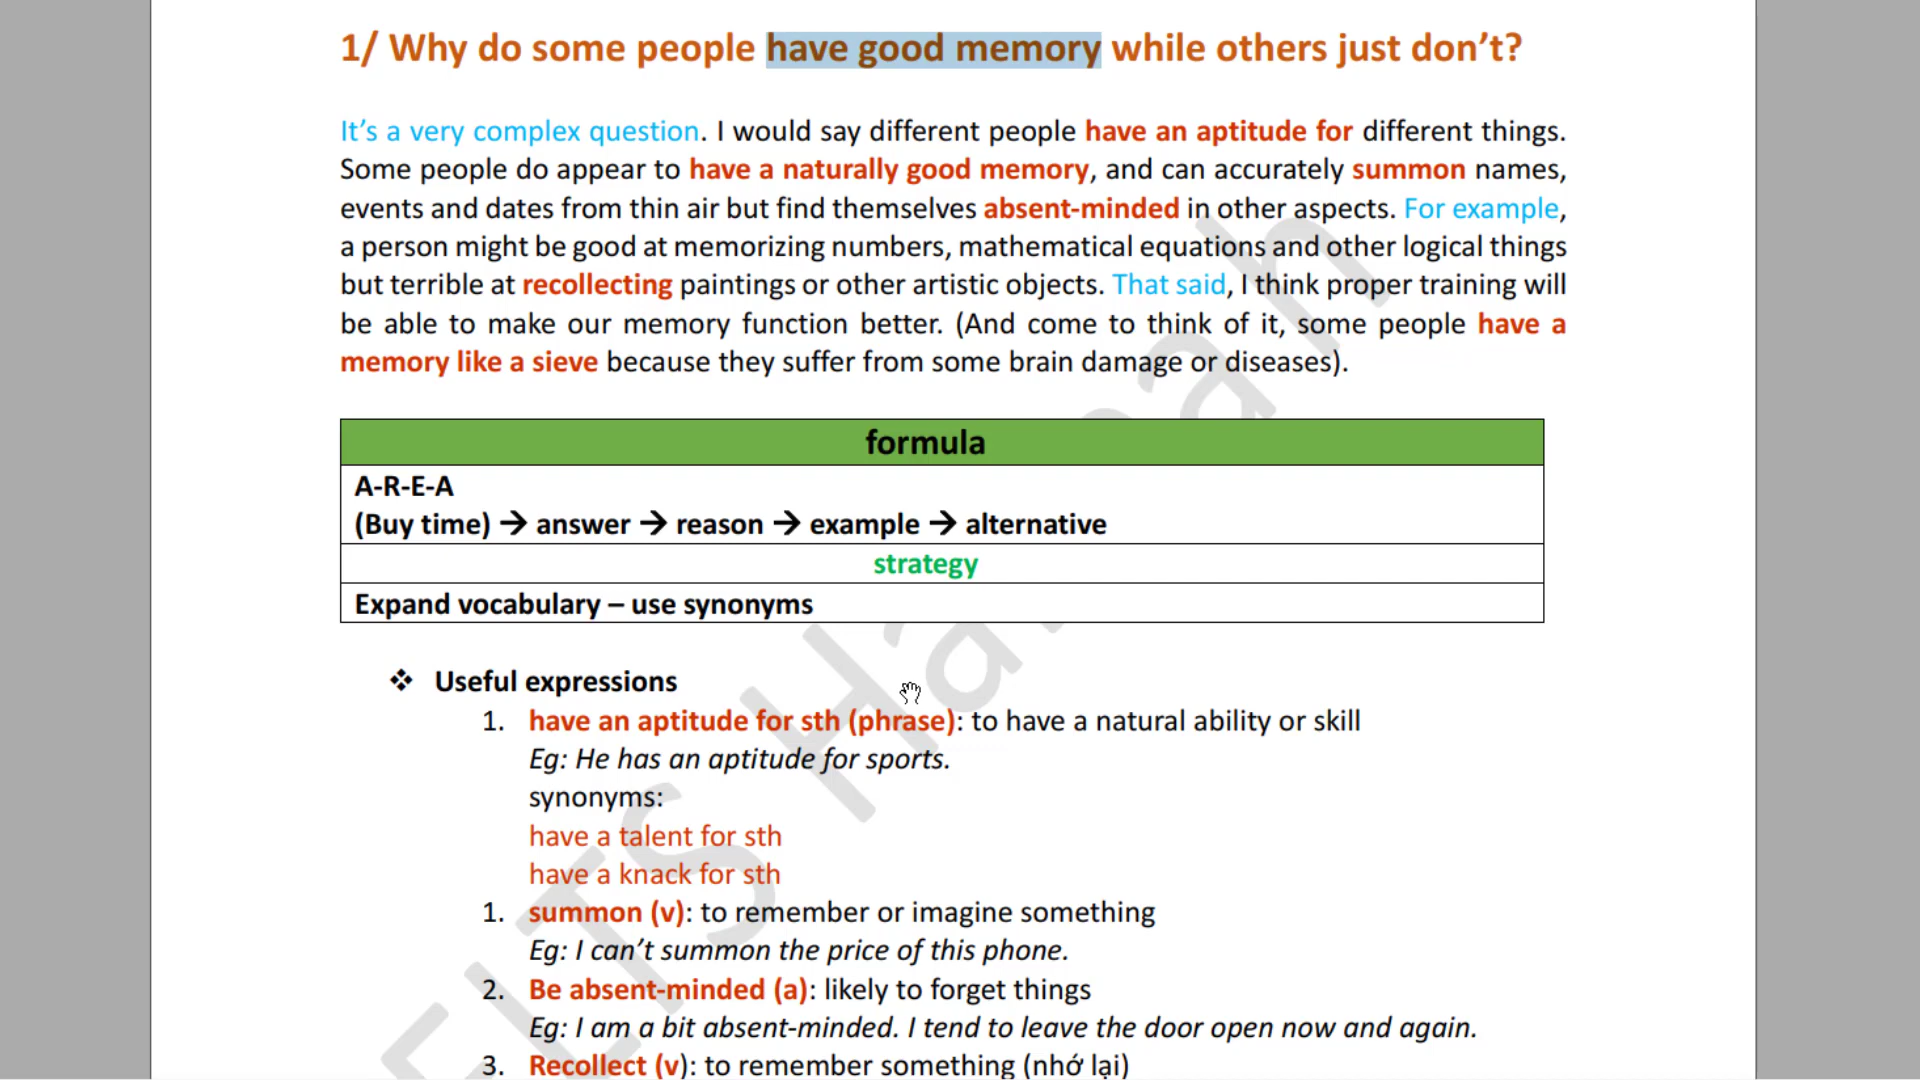 1/ Why do some people have good memory while others just don’t?
It’s a very complex question. I would say different people have an aptitude for different things.
Some people do appear to have a naturally good memory, and can accurately summon names,
events and dates from thin air but find themselves absent-minded in other aspects. For example,
a person might be good at memorizing numbers, mathematical equations and other logical things
but terrible at recollecting paintings or other artistic objects. That said, I think proper training will
be able to make our memory function better. (And come to think of it, some people have a
memory like a sieve because they suffer from some brain damage or diseases).
formula
A-R-E-A
(Buy time) → answer → reason → example → alternative
strategy
Expand vocabulary – use synonyms
❖ Useful expressions
1. have an aptitude for sth (phrase): to have a natural ability or skill
Eg: He has an aptitude for sports.
synonyms:
have a talent for sth
have a knack for sth
1. summon (v): to remember or imagine something
Eg: I can’t summon the price of this phone.
2. Be absent-minded (a): likely to forget things
Eg: I am a bit absent-minded. I tend to leave the door open now and again.
3. Recollect (v): to remember something (nhớ lại)